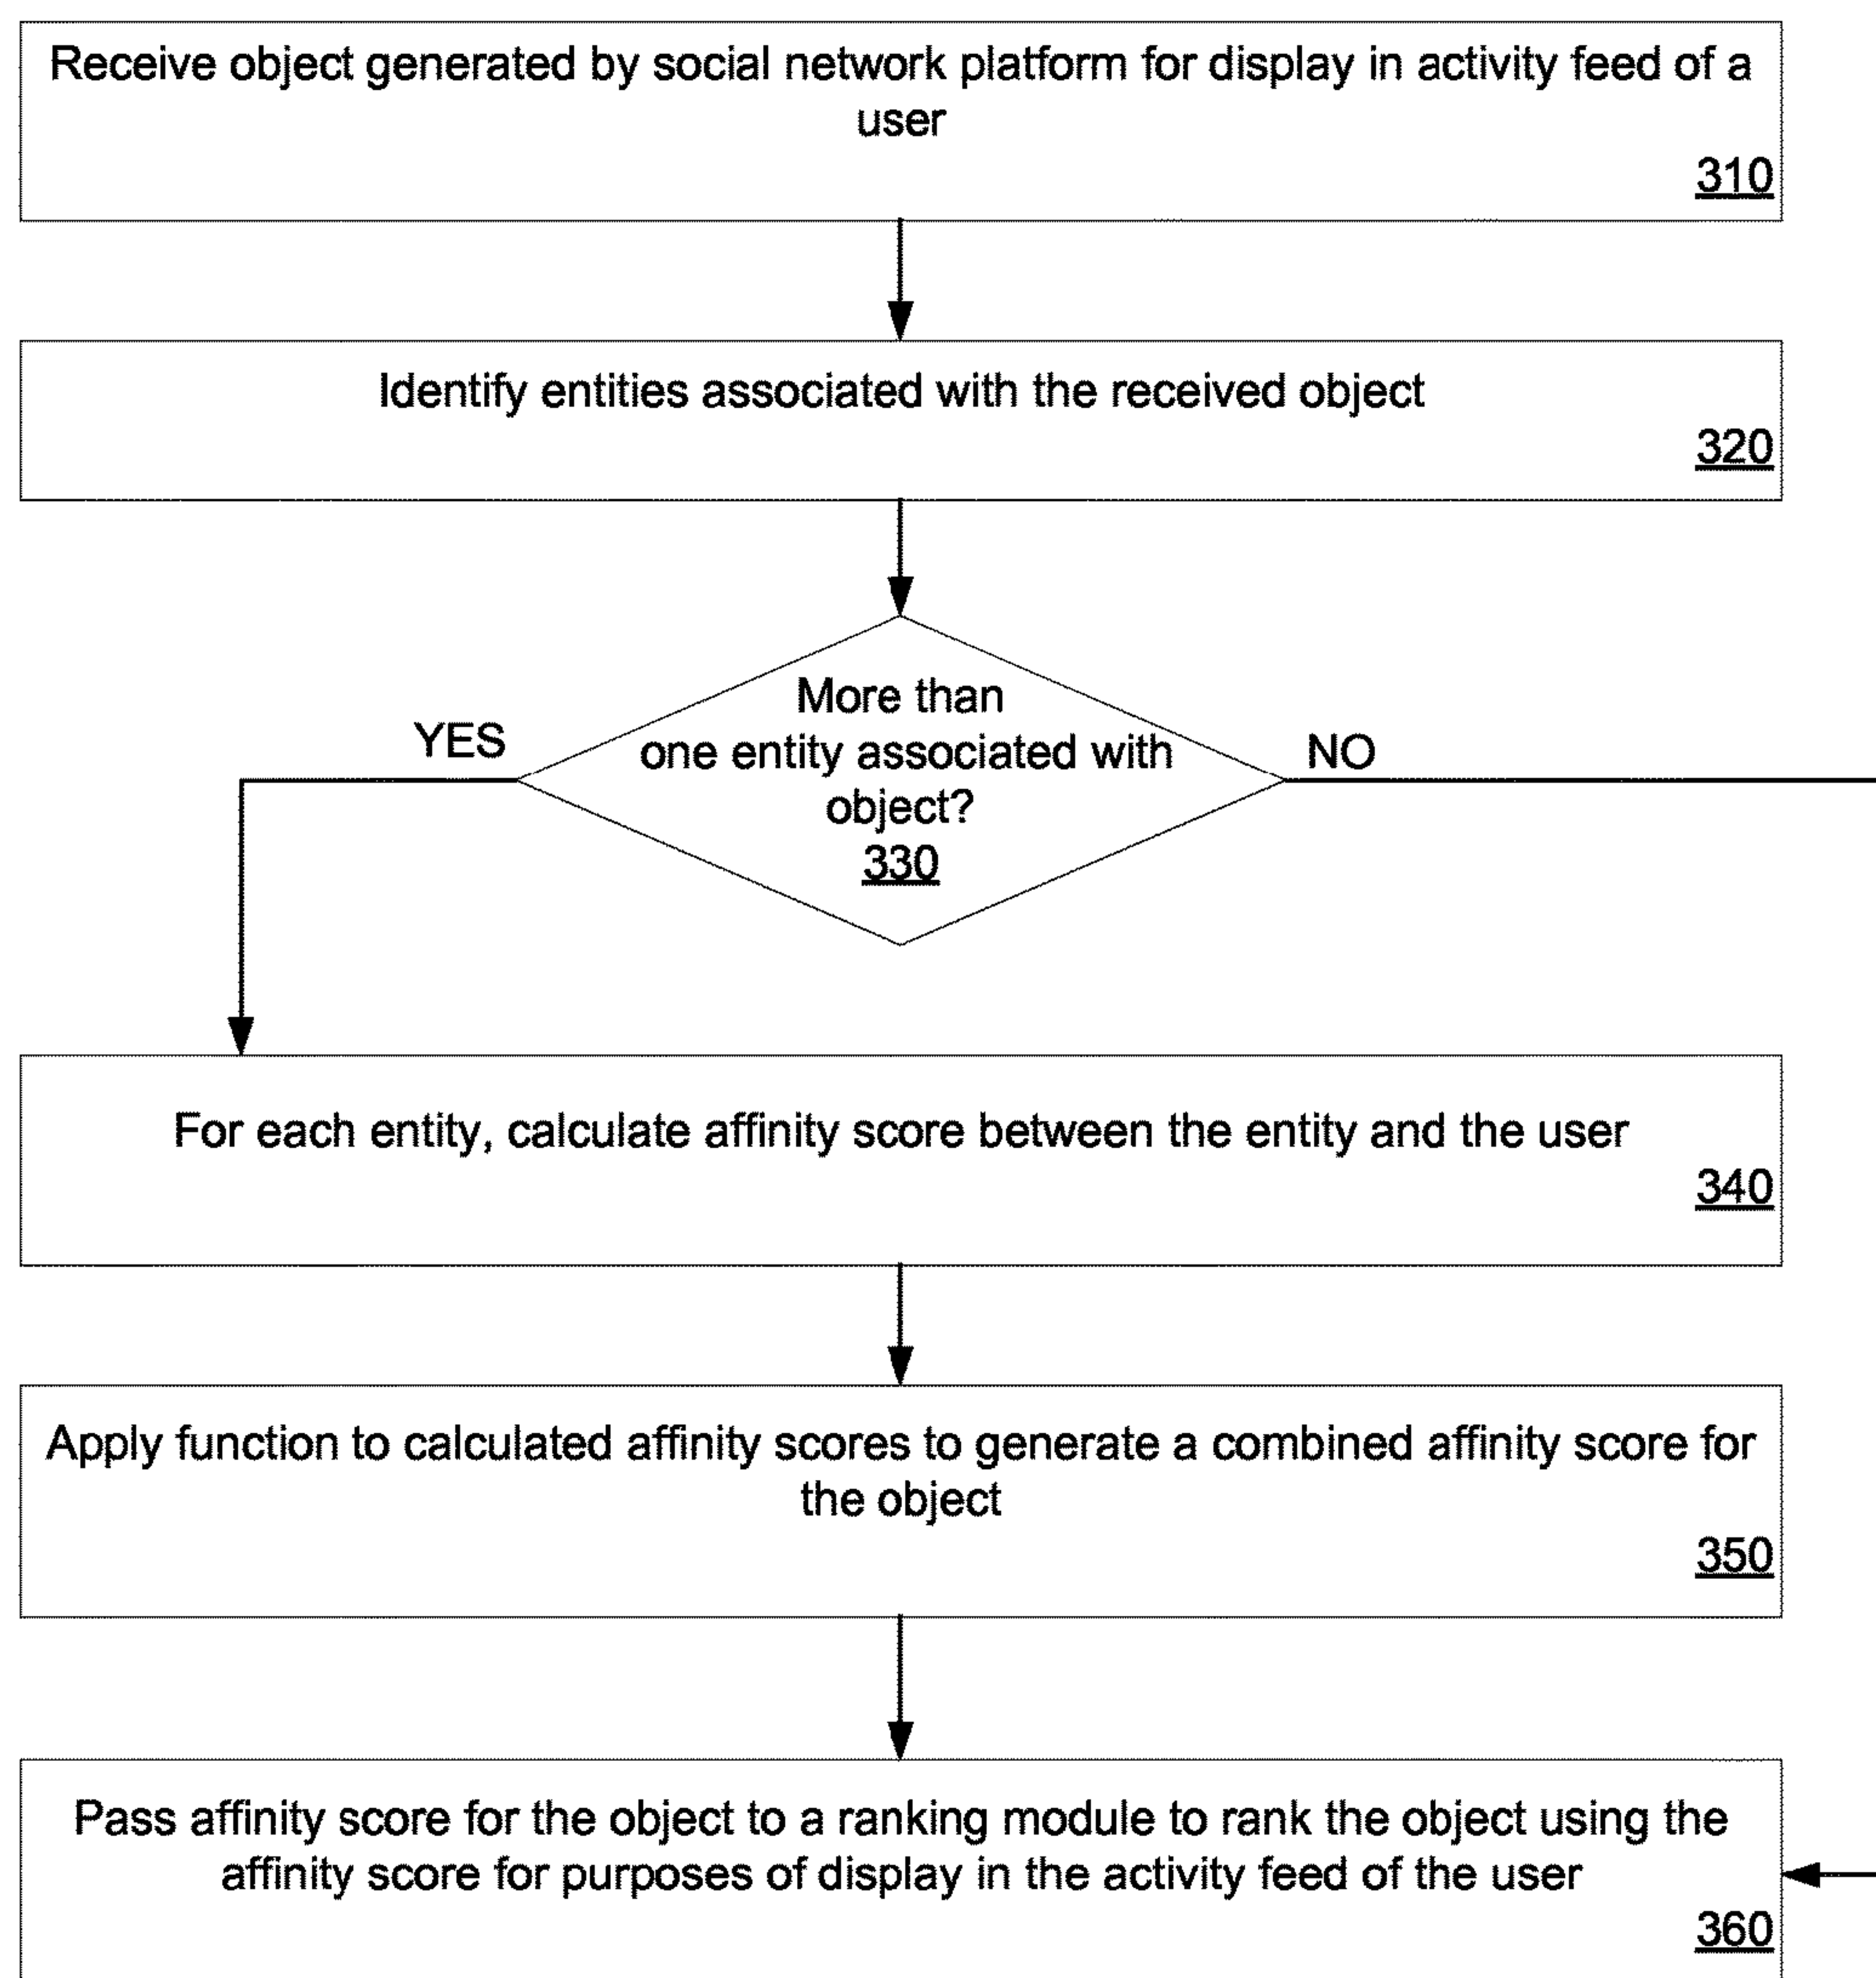 Receive object generated by social network platform for display in activity feed of a
user
310
Identify entities associated with the received object
320
YES
More than
one entity associated with
object?
330
NO
For each entity, calculate affinity score between the entity and the user
340
Apply function to calculated affinity scores to generate a combined affinity score for
the object
350
Pass affinity score for the object to a ranking module to rank the object using the
affinity score for purposes of display in the activity feed of the user
360